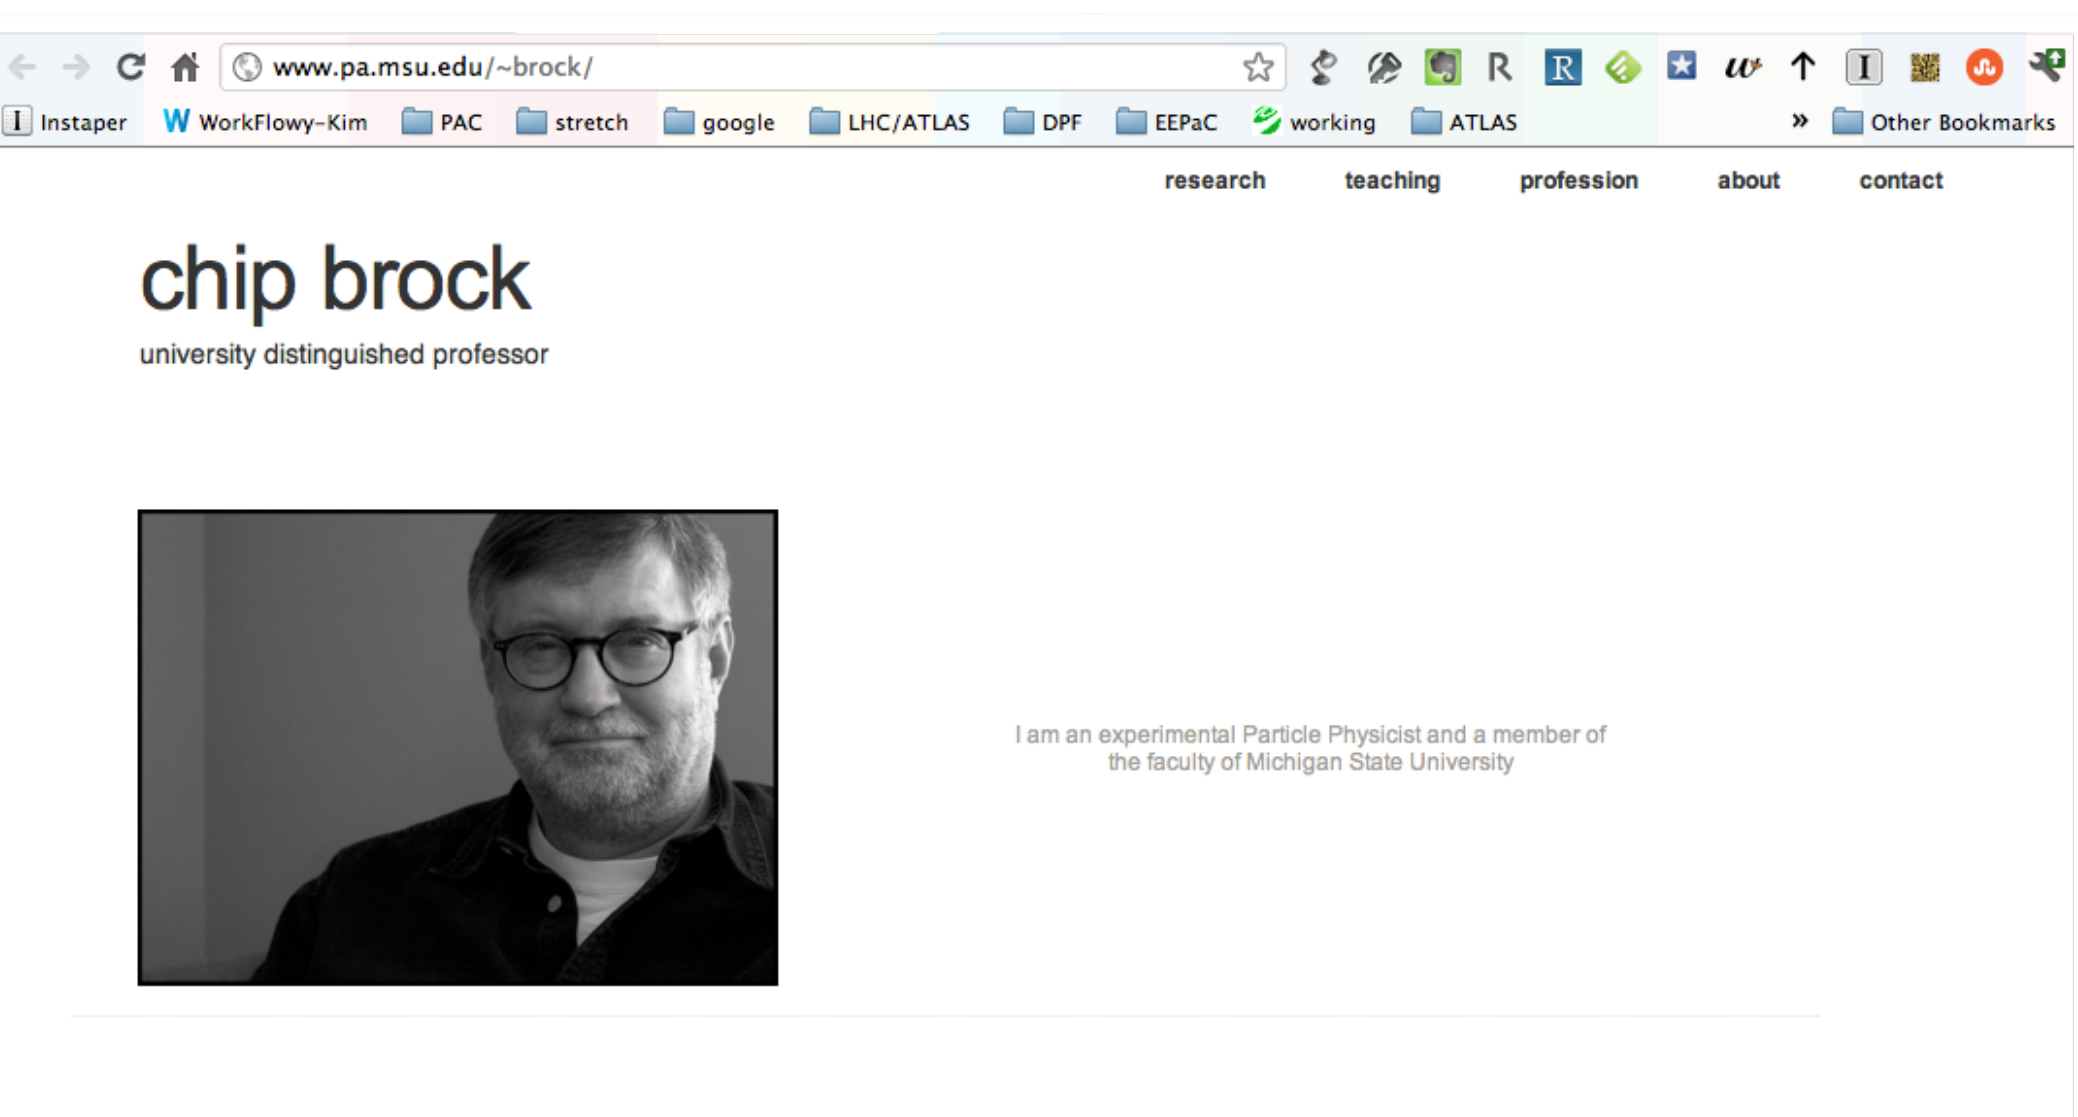 www.pa.msu.edu/~brock/
Instaper WorkFlowy-Kim PAC stretch google LHC/ATLAS DPF EEPaC working ATLAS » Other Bookmarks
research teaching profession about contact
chip brock
university distinguished professor
I am an experimental Particle Physicist and a member of
the faculty of Michigan State University